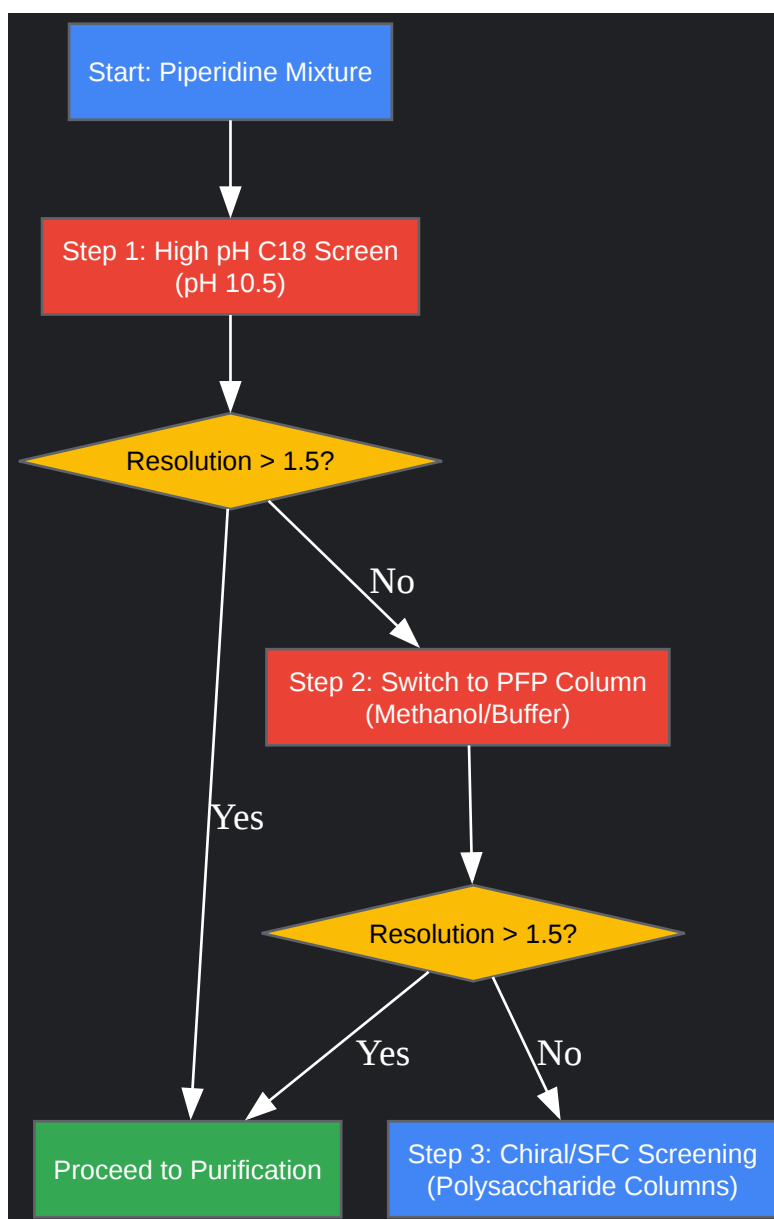 Start: Piperidine Mixture
Step 1: High pH C18 Screen
(pH 10.5)
Resolution > 1.5?
No
Step 2: Switch to PFP Column
(Methanol/Buffer)
Yes
Resolution > 1.5?
Yes
No
Proceed to Purification
Step 3: Chiral/SFC Screening
(Polysaccharide Columns)